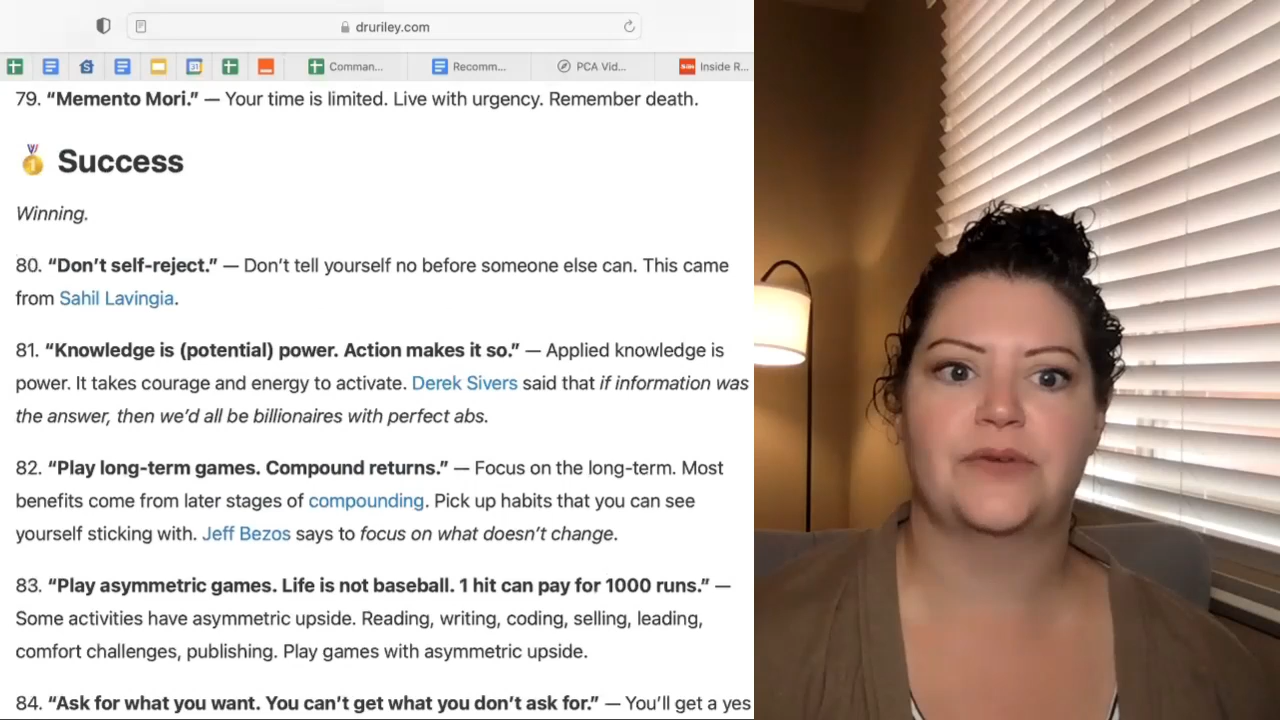 druriley.com
Comman...
Recomm...
PCA Vid...
Inside R...
79. “Memento Mori.” — Your time is limited. Live with urgency. Remember death.
Success
Winning.
80. “Don’t self-reject.” — Don’t tell yourself no before someone else can. This came
from Sahil Lavingia.
81. “Knowledge is (potential) power. Action makes it so.” — Applied knowledge is
power. It takes courage and energy to activate. Derek Sivers said that if information was
the answer, then we’d all be billionaires with perfect abs.
82. “Play long-term games. Compound returns.” — Focus on the long-term. Most
benefits come from later stages of compounding. Pick up habits that you can see
yourself sticking with. Jeff Bezos says to focus on what doesn’t change.
83. “Play asymmetric games. Life is not baseball. 1 hit can pay for 1000 runs.” —
Some activities have asymmetric upside. Reading, writing, coding, selling, leading,
comfort challenges, publishing. Play games with asymmetric upside.
84. “Ask for what you want. You can’t get what you don’t ask for.” — You’ll get a yes